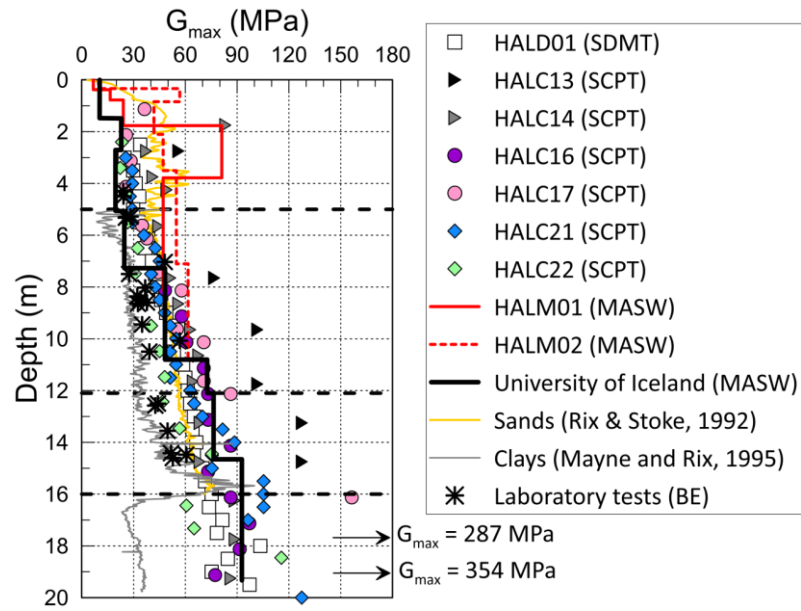 G_max (MPa)
0 30 60 90 120 150 180
Depth (m)
0
2
4
6
8
10
12
14
16
18
20
G_max = 287 MPa
G_max = 354 MPa
HALD01 (SDMT)
HALC13 (SCPT)
HALC14 (SCPT)
HALC16 (SCPT)
HALC17 (SCPT)
HALC21 (SCPT)
HALC22 (SCPT)
HALM01 (MASW)
HALM02 (MASW)
University of Iceland (MASW)
Sands (Rix & Stoke, 1992)
Clays (Mayne and Rix, 1995)
Laboratory tests (BE)